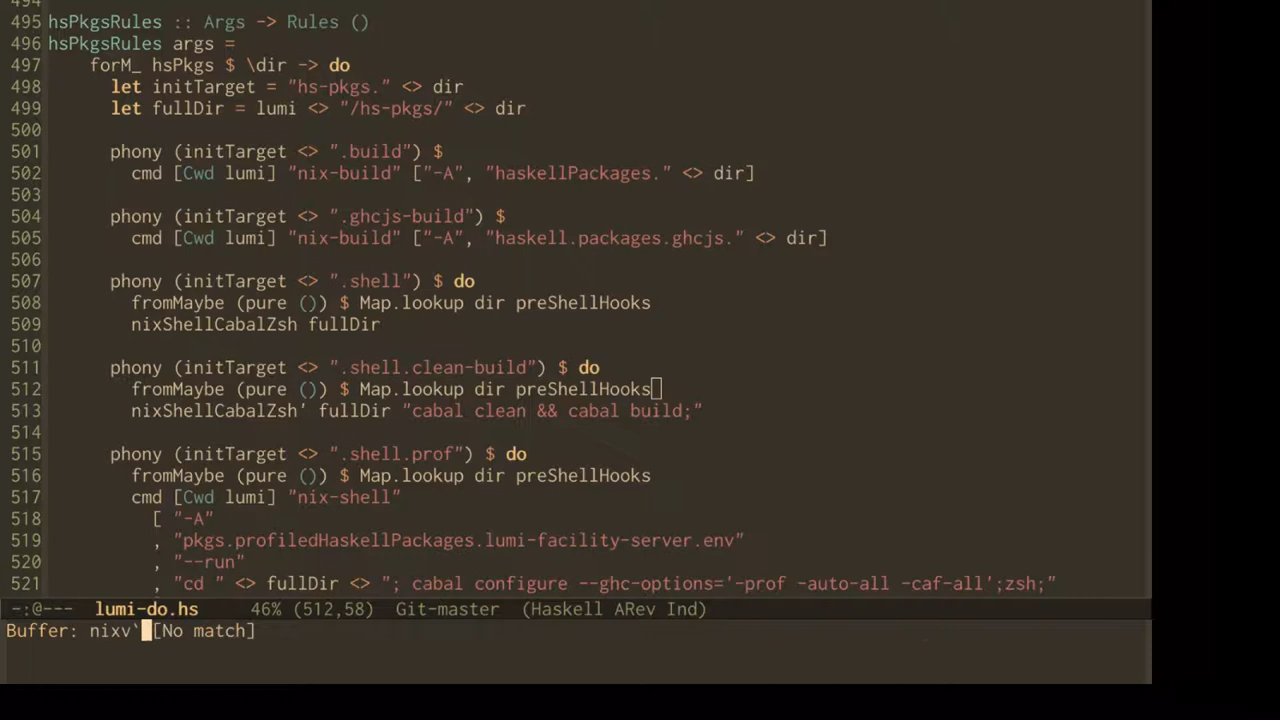 494
495 hsPkgsRules :: Args -> Rules ()
496 hsPkgsRules args =
497     forM_ hsPkgs $ \dir -> do
498       let initTarget = "hs-pkgs." <> dir
499       let fullDir = lumi <> "/hs-pkgs/" <> dir
500
501       phony (initTarget <> ".build") $
502         cmd [Cwd lumi] "nix-build" ["-A", "haskellPackages." <> dir]
503
504       phony (initTarget <> ".ghcjs-build") $
505         cmd [Cwd lumi] "nix-build" ["-A", "haskell.packages.ghcjs." <> dir]
506
507       phony (initTarget <> ".shell") $ do
508         fromMaybe (pure ()) $ Map.lookup dir preShellHooks
509         nixShellCabalZsh fullDir
510
511       phony (initTarget <> ".shell.clean-build") $ do
512         fromMaybe (pure ()) $ Map.lookup dir preShellHooks
513         nixShellCabalZsh' fullDir "cabal clean && cabal build;"
514
515       phony (initTarget <> ".shell.prof") $ do
516         fromMaybe (pure ()) $ Map.lookup dir preShellHooks
517         cmd [Cwd lumi] "nix-shell"
518           [ "-A"
519           , "pkgs.profiledHaskellPackages.lumi-facility-server.env"
520           , "--run"
521           , "cd " <> fullDir <> "; cabal configure --ghc-options='-prof -auto-all -caf-all';zsh;"
-:@--- lumi-do.hs 46% (512,58) Git-master (Haskell ARev Ind)
Buffer: nixv` [No match]